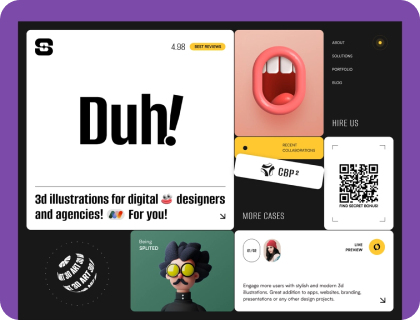 4.98 BEST REVIEWS
Duh!
3d illustrations for digital designers
and agencies! For you!
ABOUT
SOLUTIONS
PORTFOLIO
BLOG
HIRE US
RECENT
COLLABORATIONS
CBP²
MORE CASES
FIND SECRET BONUS!
Being
SPLITED
LIVE
PREVIEW
Engage more users with stylish and modern 3d
illustrations. Great addition to apps, websites, branding,
presentations or any other design projects.